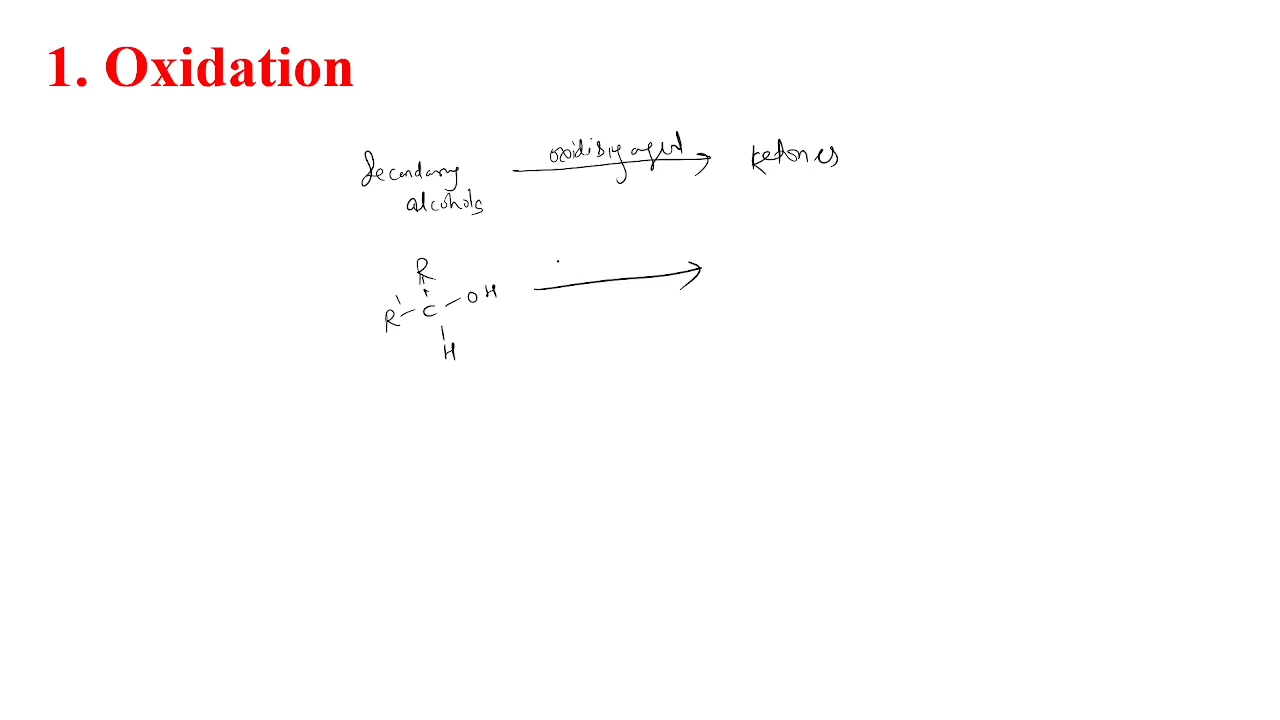 1. Oxidation
Secondary alcohols oxidising agent ketones
R
R - C - OH
H